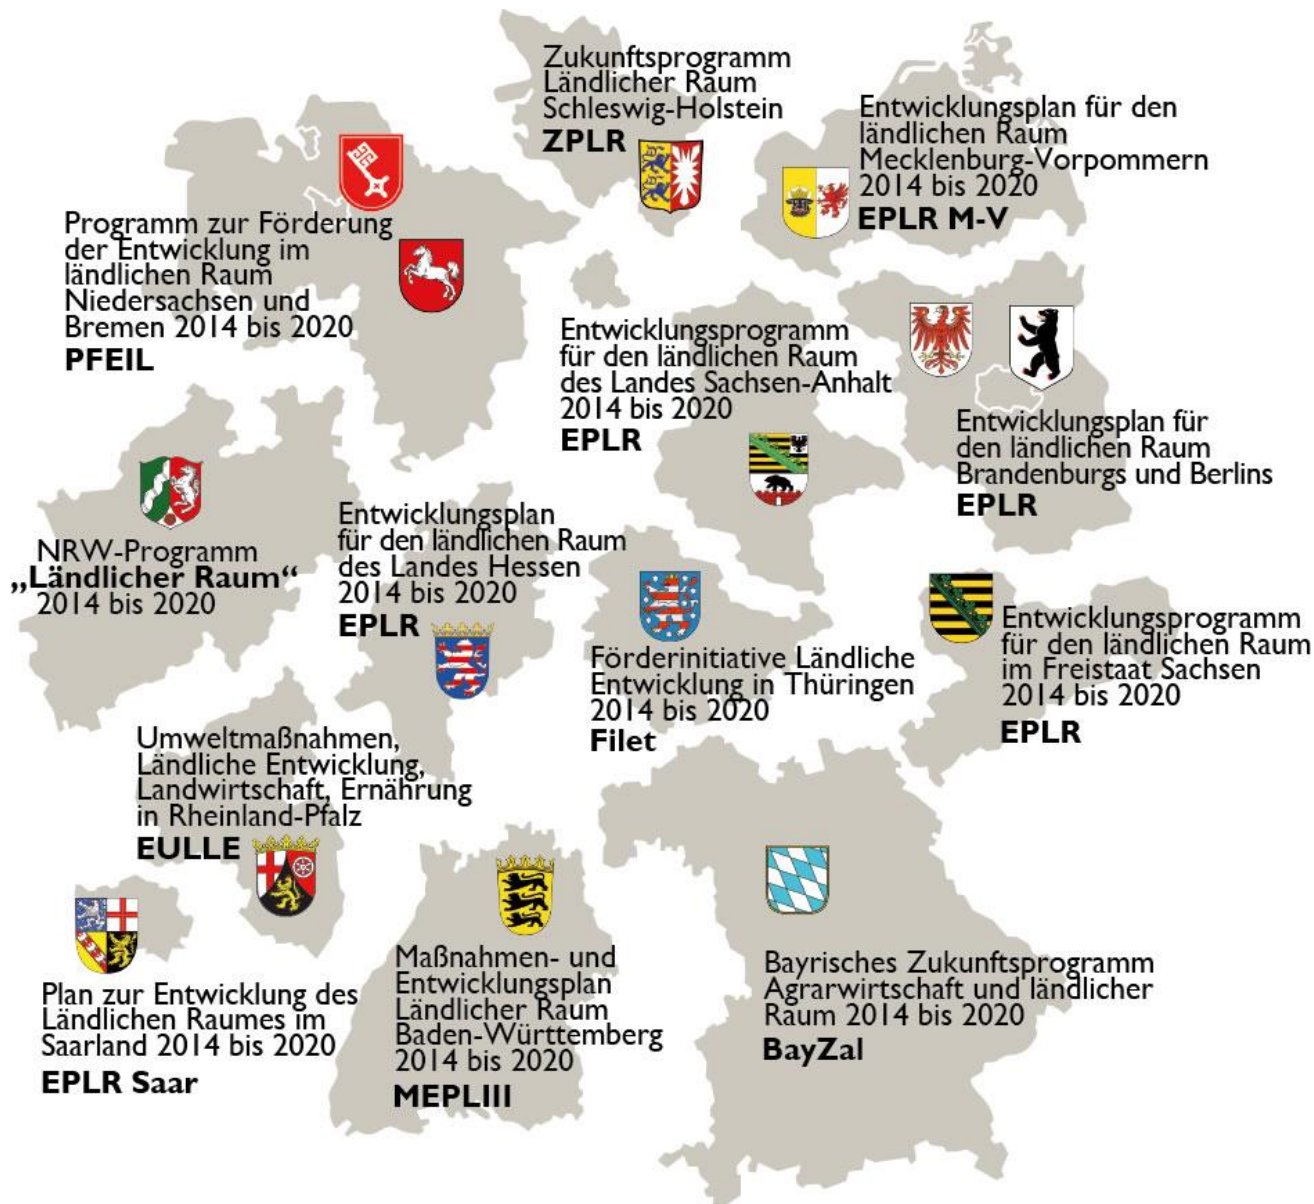 Zukunftsprogramm
Ländlicher Raum
Schleswig-Holstein
ZPLR
Entwicklungsplan für den
ländlichen Raum
Mecklenburg-Vorpommern
2014 bis 2020
EPLR M-V
Programm zur Förderung
der Entwicklung im
ländlichen Raum
Niedersachsen und
Bremen 2014 bis 2020
PFEIL
Entwicklungsprogramm
für den ländlichen Raum
des Landes Sachsen-Anhalt
2014 bis 2020
EPLR
Entwicklungsplan für
den ländlichen Raum
Brandenburgs und Berlins
EPLR
NRW-Programm
„Ländlicher Raum“
2014 bis 2020
Entwicklungsplan
für den ländlichen Raum
des Landes Hessen
2014 bis 2020
EPLR
Förderinitiative Ländliche
Entwicklung in Thüringen
2014 bis 2020
Filet
Entwicklungsprogramm
für den ländlichen Raum
im Freistaat Sachsen
2014 bis 2020
EPLR
Umweltmaßnahmen,
Ländliche Entwicklung,
Landwirtschaft, Ernährung
in Rheinland-Pfalz
EULLE
Plan zur Entwicklung des
Ländlichen Raumes im
Saarland 2014 bis 2020
EPLR Saar
Maßnahmen- und
Entwicklungsplan
Ländlicher Raum
Baden-Württemberg
2014 bis 2020
MEPLIII
Bayrisches Zukunftsprogramm
Agrarwirtschaft und ländlicher
Raum 2014 bis 2020
BayZal